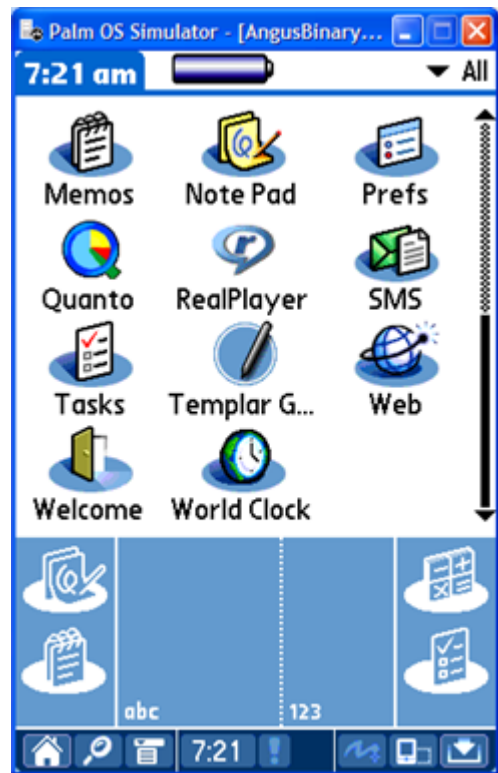 Palm OS Simulator - [AngusBinary...
7:21 am All
Memos Note Pad Prefs
Quanto RealPlayer SMS
Tasks Templar G... Web
Welcome World Clock
abc 123
7:21